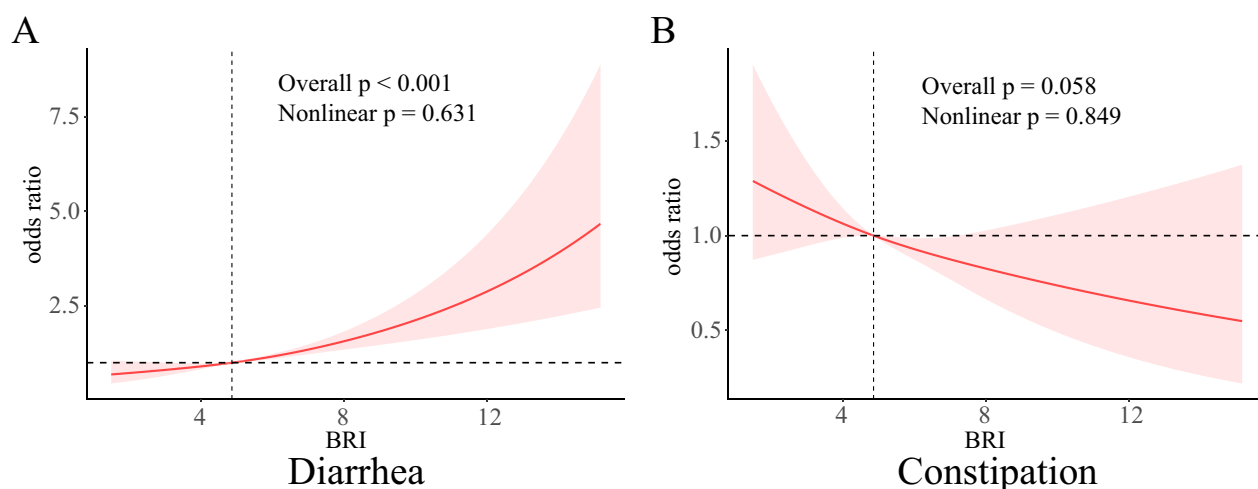 A
Overall p < 0.001
Nonlinear p = 0.631
7.5
5.0
2.5
odds ratio
4
8
12
BRI
Diarrhea
B
Overall p = 0.058
Nonlinear p = 0.849
1.5
1.0
0.5
odds ratio
4
8
12
BRI
Constipation